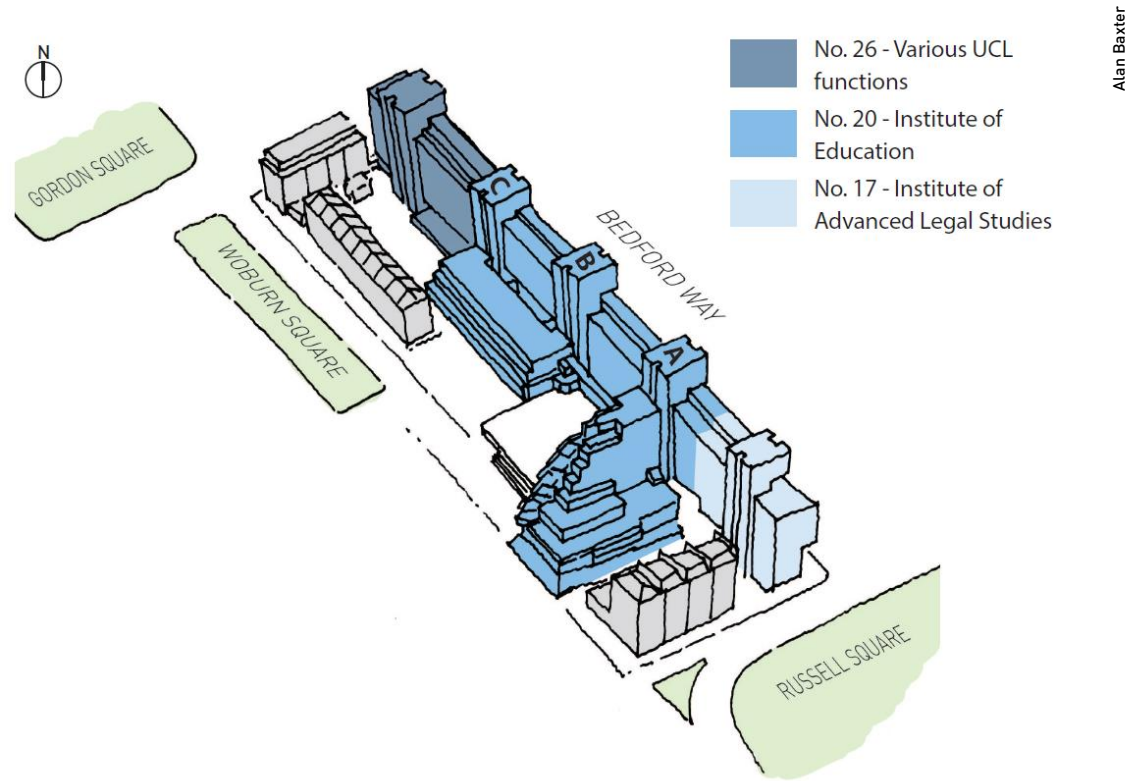 Alan Baxter
N
No. 26 - Various UCL
functions
No. 20 - Institute of
Education
No. 17 - Institute of
Advanced Legal Studies
GORDON SQUARE
WOBURN SQUARE
BEDFORD WAY
C
B
A
RUSSELL SQUARE